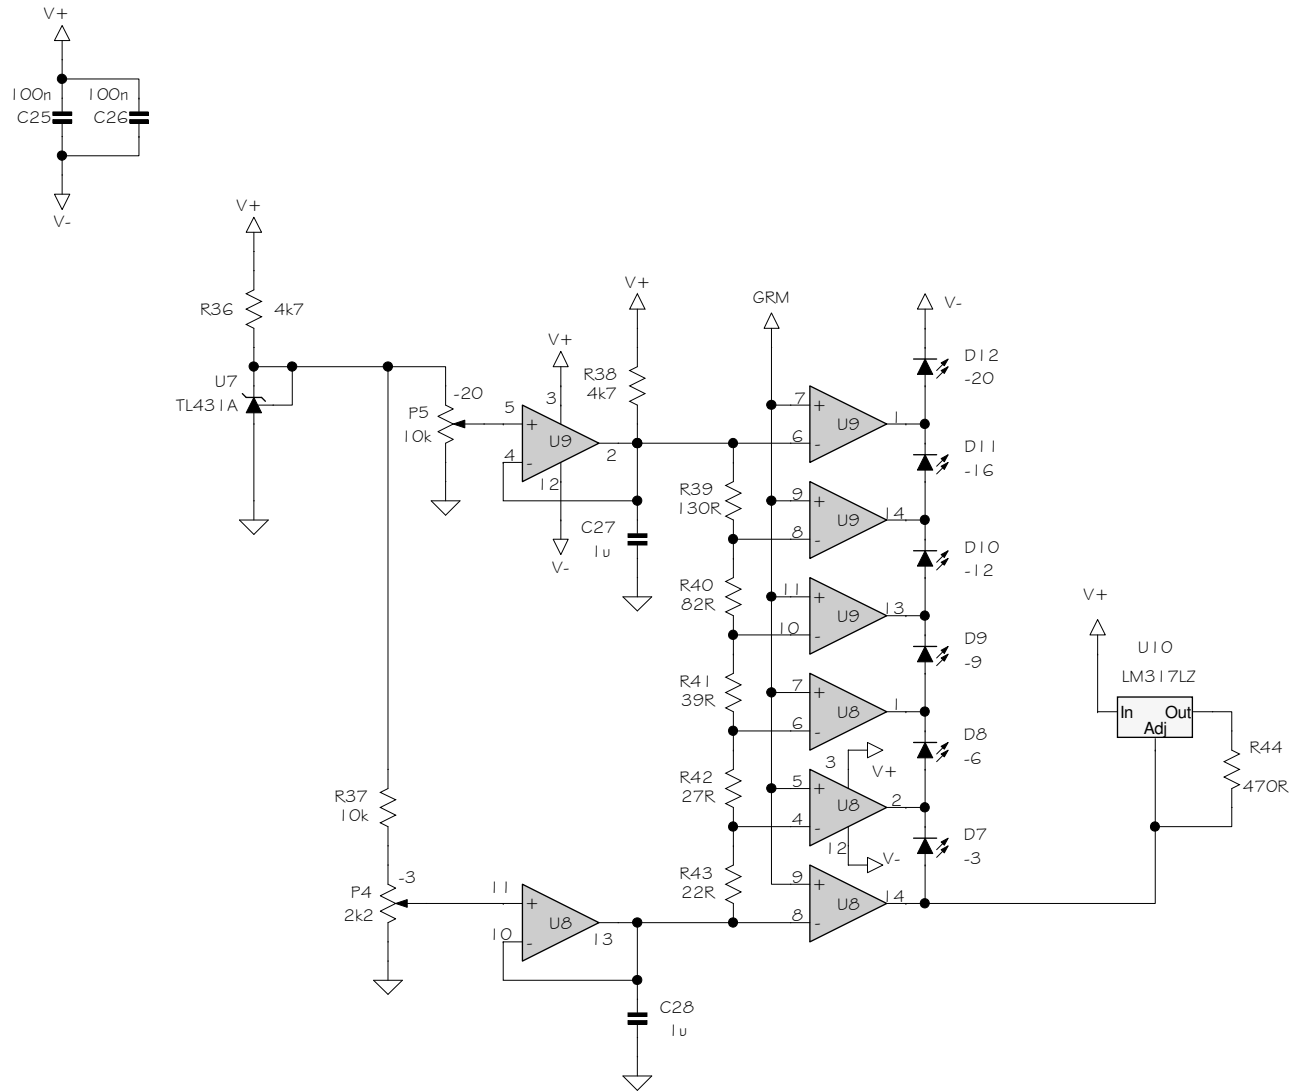 V+
100n
C25
100n
C26
V-
V+
R36
4k7
U7
TL431A
P5
10k
-20
5
+
4
-
V+
3
U9
12
2
V-
V+
R38
4k7
C27
1u
R39
130R
R40
82R
R41
39R
R42
27R
R43
22R
GRM
7
+
6
-
U9
1
9
+
8
-
U9
14
11
+
10
-
U9
13
7
+
6
-
U8
1
3
V+
5
+
4
-
U8
2
12
V-
9
+
8
-
U8
14
V-
D12
-20
D11
-16
D10
-12
D9
-9
D8
-6
D7
-3
V+
U10
LM317LZ
In
Out
Adj
R44
470R
R37
10k
P4
2k2
-3
11
+
10
-
U8
13
C28
1u